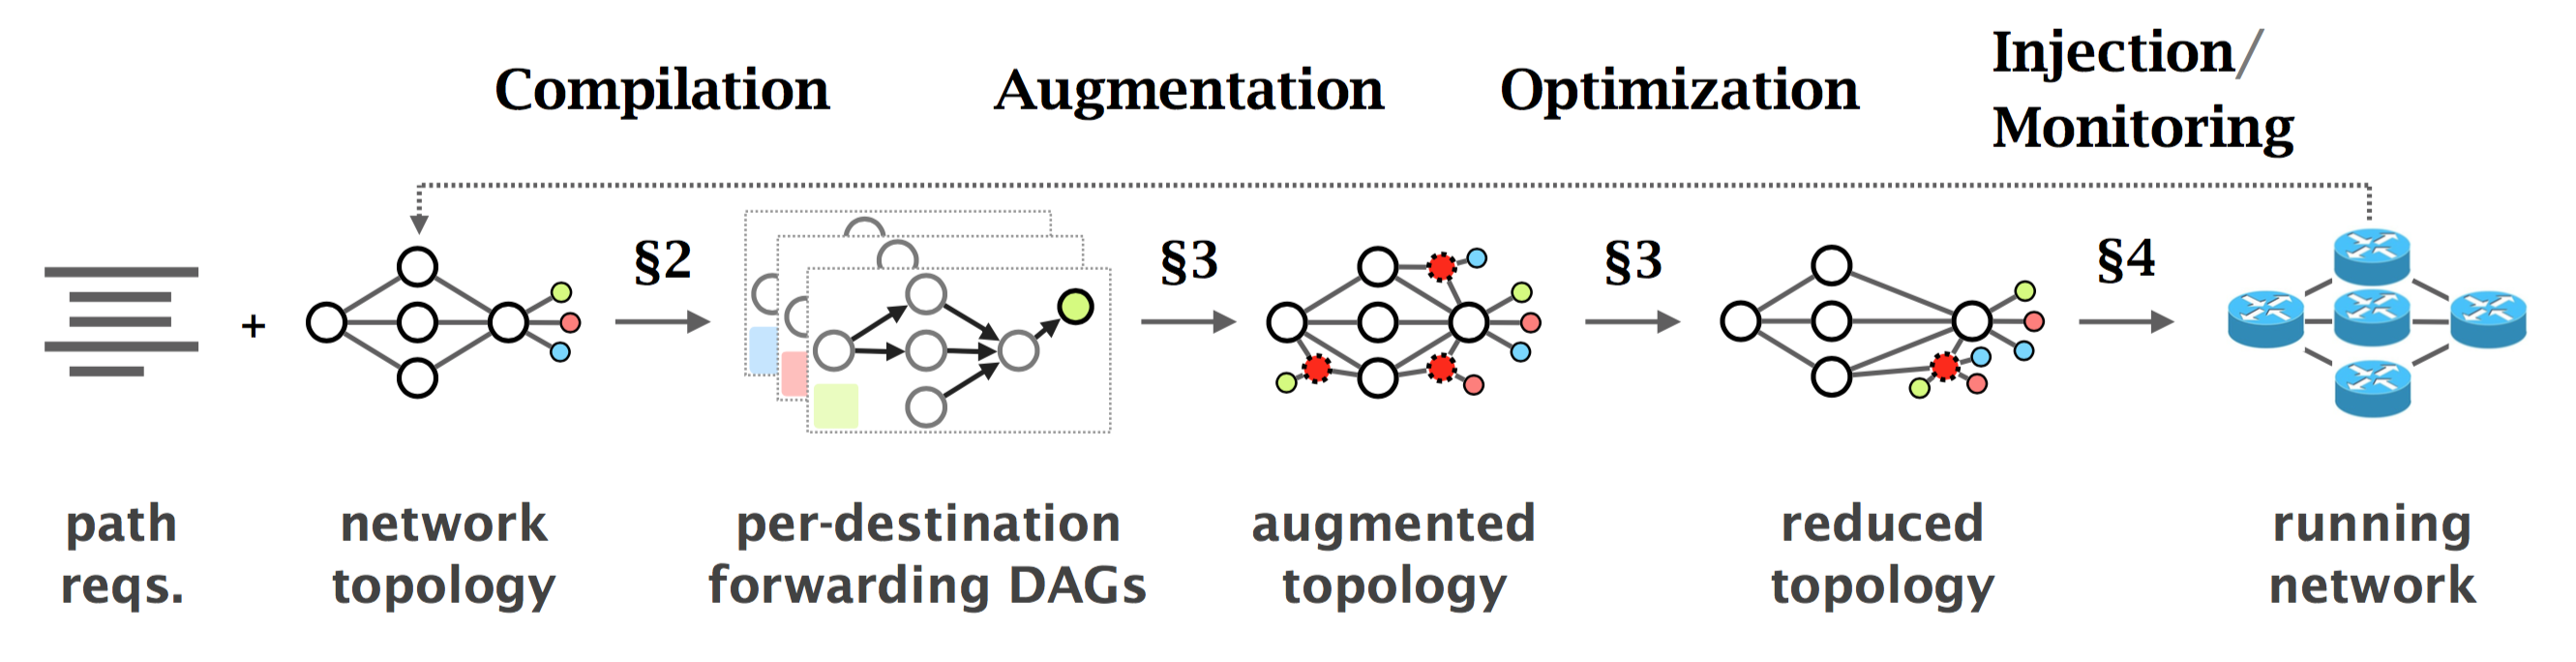 Compilation
Augmentation
Optimization
Injection/
Monitoring
§2
§3
§3
§4
+
path
reqs.
network
topology
per-destination
forwarding DAGs
augmented
topology
reduced
topology
running
network